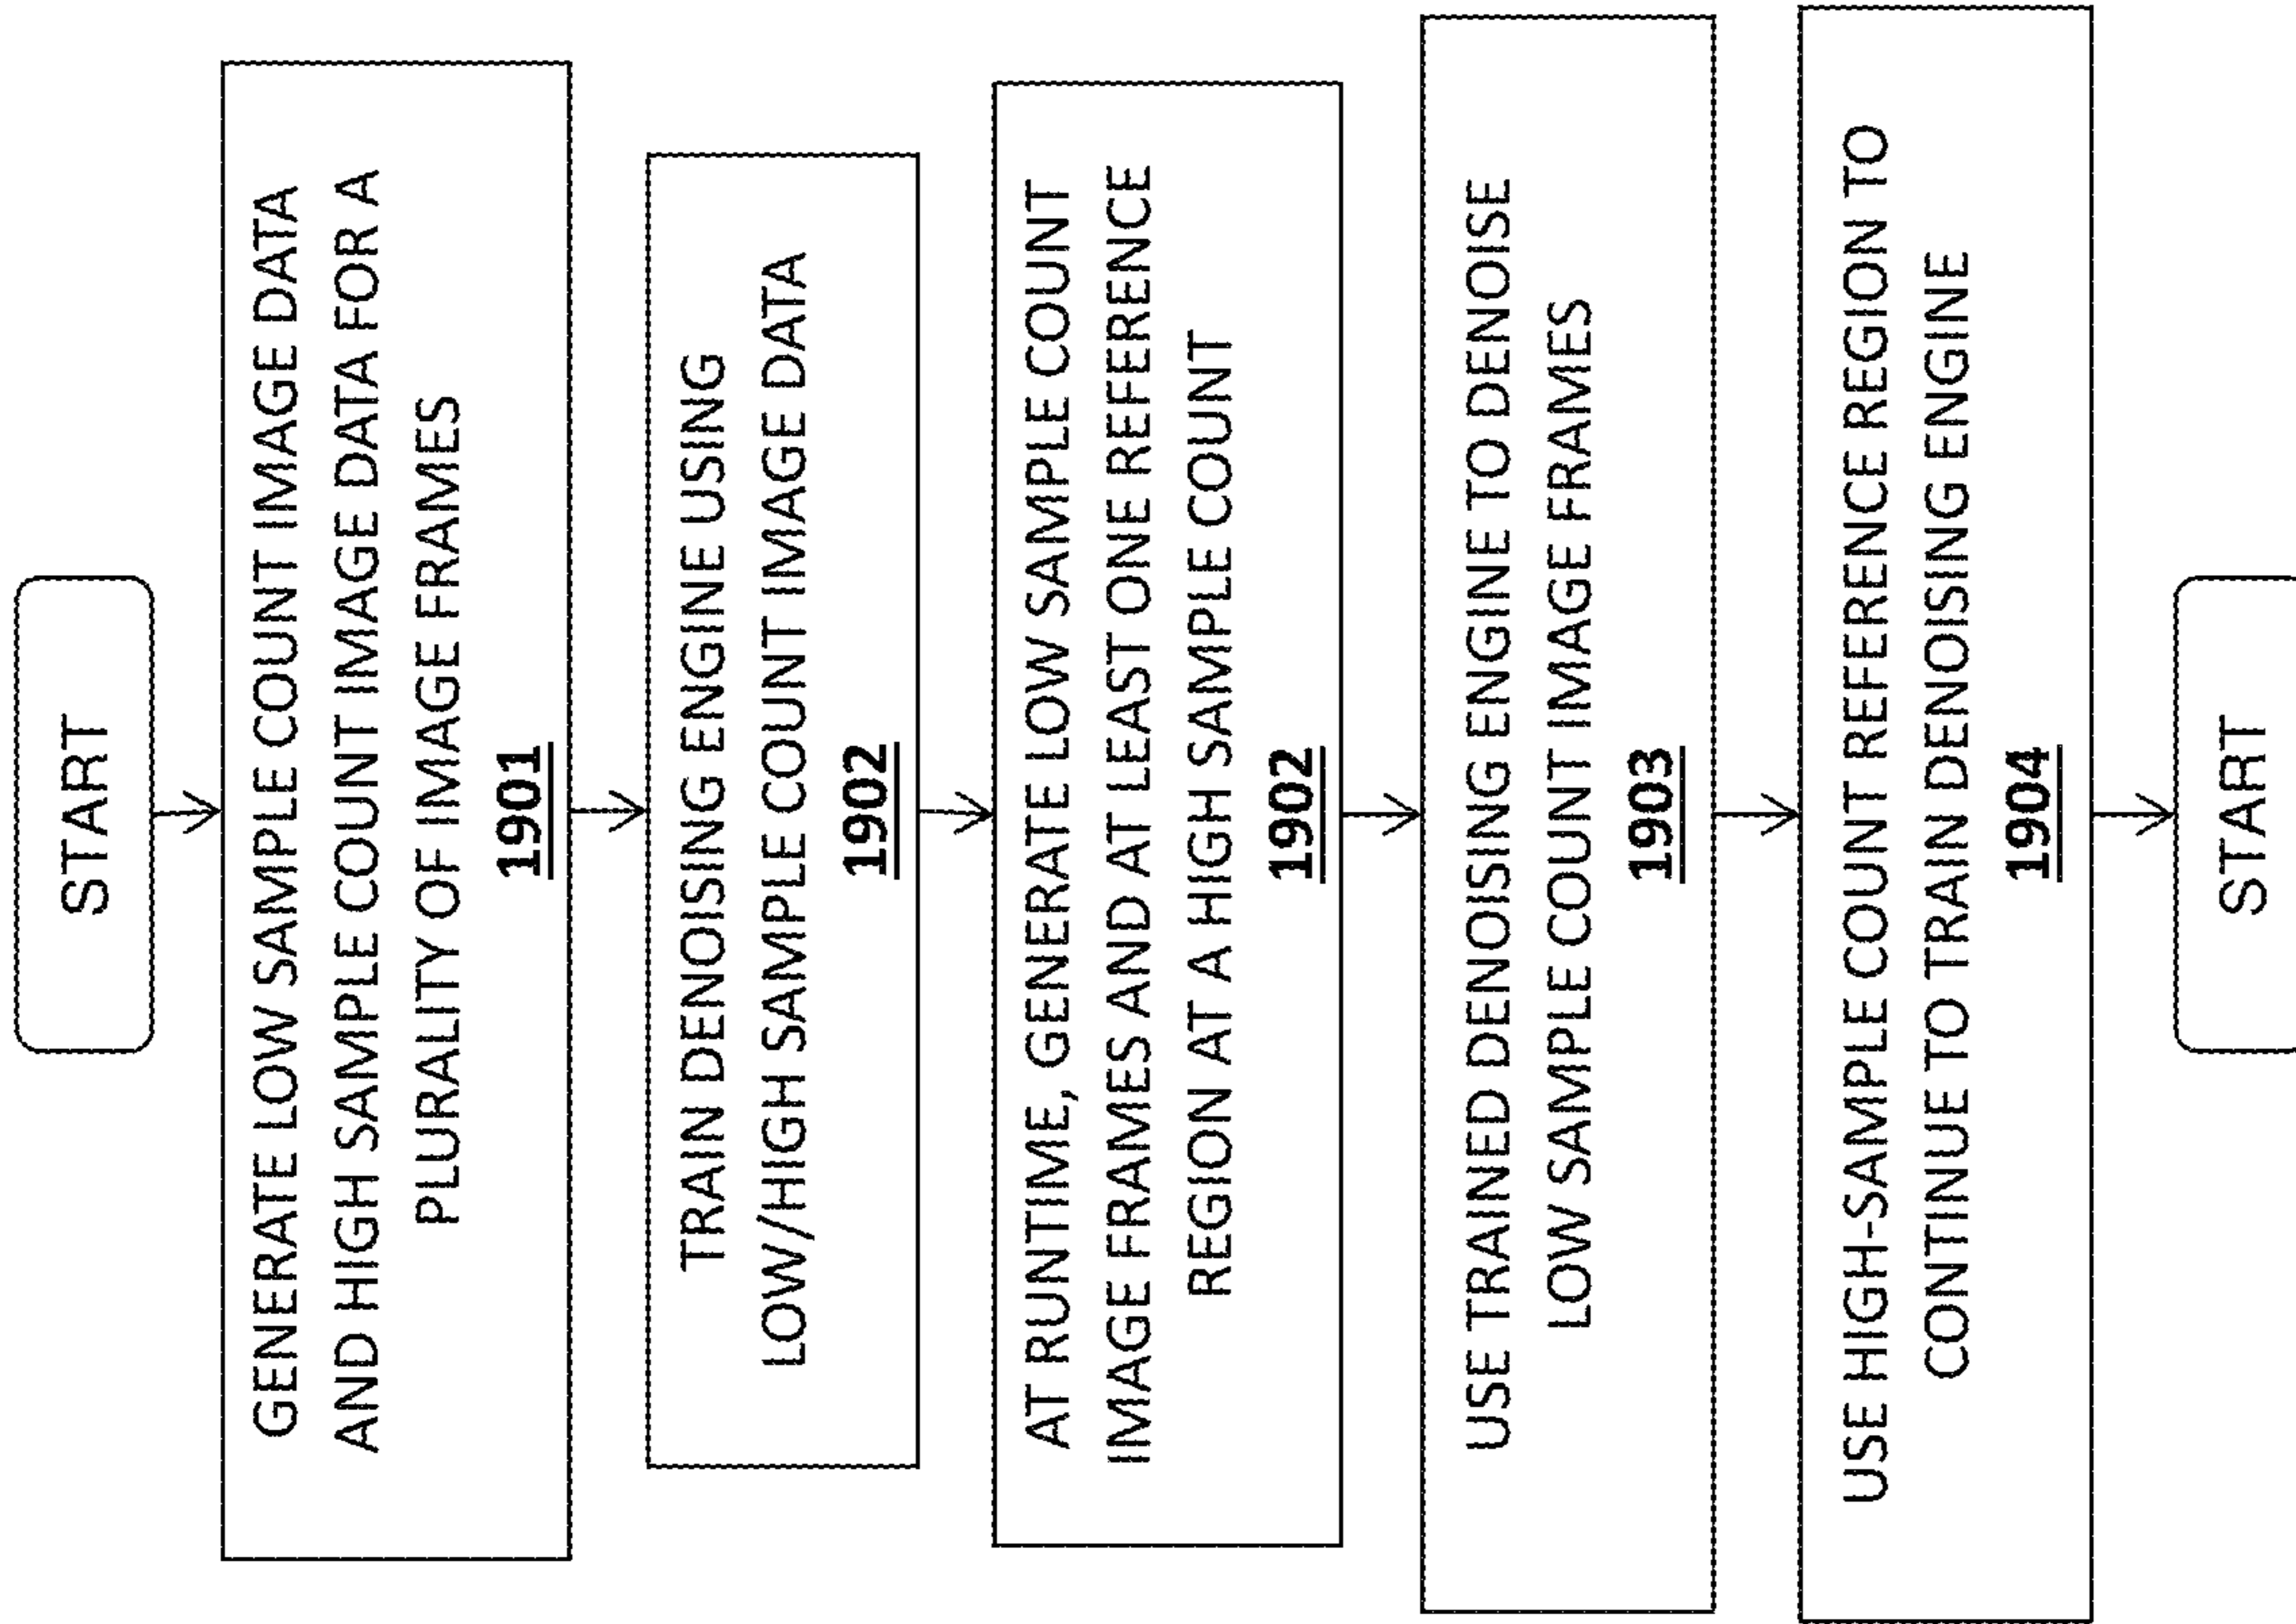 START
GENERATE LOW SAMPLE COUNT IMAGE DATA
AND HIGH SAMPLE COUNT IMAGE DATA FOR A
PLURALITY OF IMAGE FRAMES
1901
TRAIN DENOISING ENGINE USING
LOW/HIGH SAMPLE COUNT IMAGE DATA
1902
AT RUNTIME, GENERATE LOW SAMPLE COUNT
IMAGE FRAMES AND AT LEAST ONE REFERENCE
REGION AT A HIGH SAMPLE COUNT
1902
USE TRAINED DENOISING ENGINE TO DENOISE
LOW SAMPLE COUNT IMAGE FRAMES
1903
USE HIGH-SAMPLE COUNT REFERENCE REGION TO
CONTINUE TO TRAIN DENOISING ENGINE
1904
START